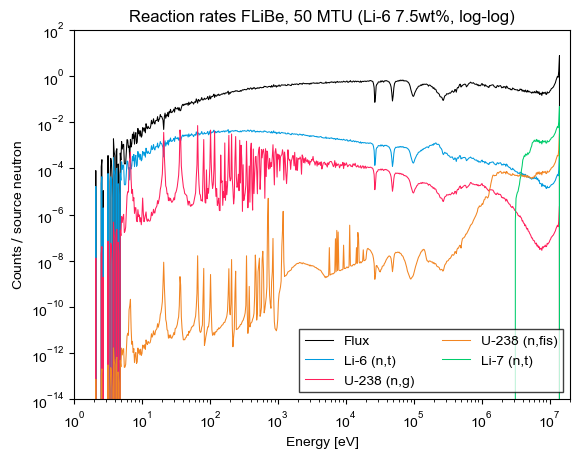 Reaction rates FLiBe, 50 MTU (Li-6 7.5wt%, log-log)
Counts / source neutron
10^2
10^0
10^-2
10^-4
10^-6
10^-8
10^-10
10^-12
10^-14
Flux
Li-6 (n,t)
U-238 (n,g)
U-238 (n,fis)
Li-7 (n,t)
10^0 10^1 10^2 10^3 10^4 10^5 10^6 10^7
Energy [eV]